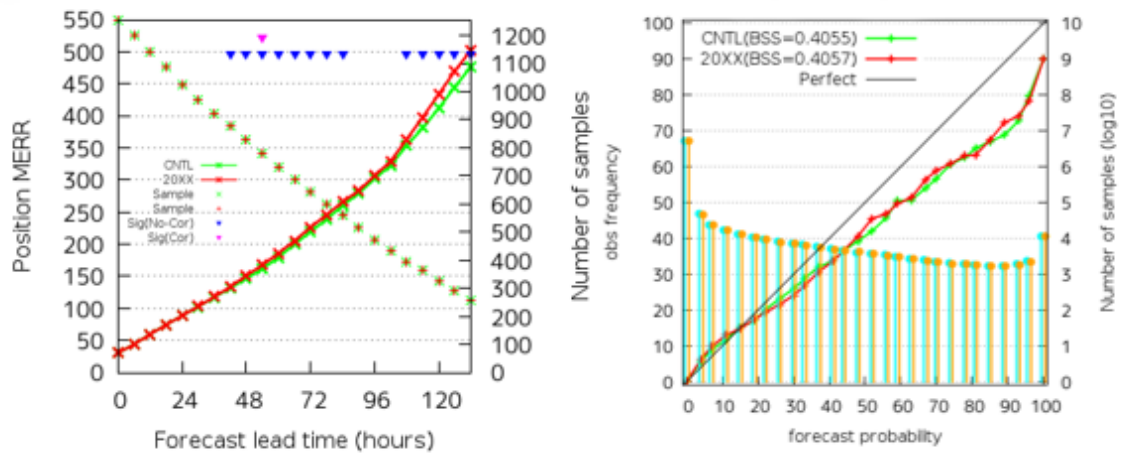 550
500
450
400
350
300
250
200
150
100
50
0
Position MERR
CNTL
20XX
Sample
Sample
Sig(No-Cor)
Sig(Cor)
1200
1100
1000
900
800
700
600
500
400
300
200
100
0
Number of samples
0 24 48 72 96 120
Forecast lead time (hours)
100
90
80
70
60
50
40
30
20
10
0
obs frequency
CNTL(BSS=0.4055)
20XX(BSS=0.4057)
Perfect
10
9
8
7
6
5
4
3
2
1
0
Number of samples (log10)
0 10 20 30 40 50 60 70 80 90 100
forecast probability